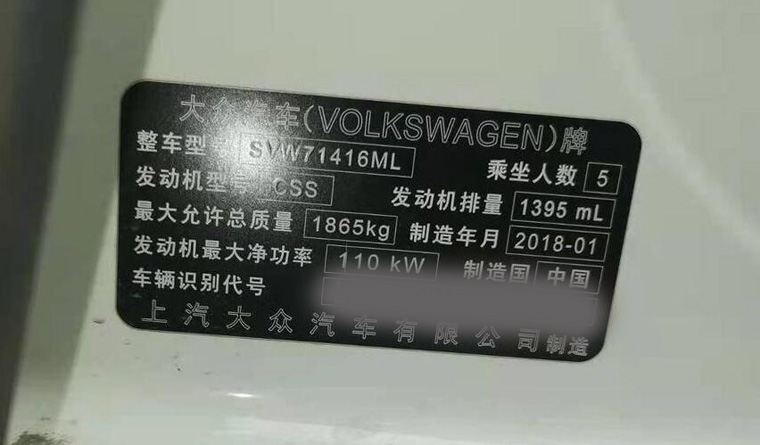 大众汽车(VOLKSWAGEN)牌
整车型号 SVW71416ML 乘坐人数 5
发动机型号 CSS 发动机排量 1395 mL
最大允许总质量 1865kg 制造年月 2018-01
发动机最大净功率 110 kW 制造国 中国
车辆识别代号
上汽大众汽车有限公司制造